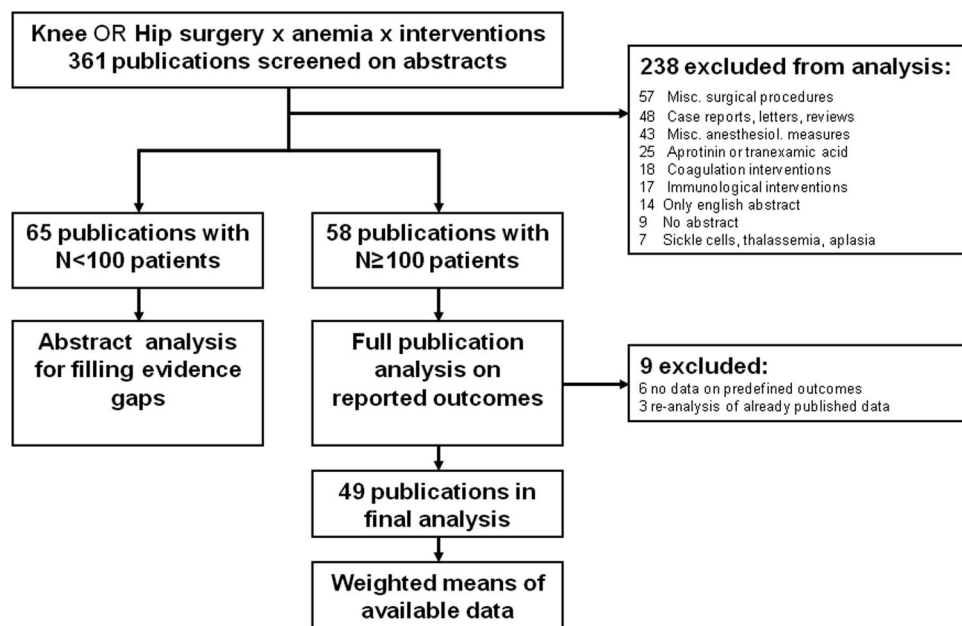 Knee OR Hip surgery x anemia x interventions
361 publications screened on abstracts
238 excluded from analysis:
57 Misc. surgical procedures
48 Case reports, letters, reviews
43 Misc. anesthesiol. measures
25 Aprotinin or tranexamic acid
18 Coagulation interventions
17 Immunological interventions
14 Only english abstract
9 No abstract
7 Sickle cells, thalassemia, aplasia
65 publications with
N<100 patients
58 publications with
N≥100 patients
Abstract analysis
for filling evidence
gaps
Full publication
analysis on
reported outcomes
9 excluded:
6 no data on predefined outcomes
3 re-analysis of already published data
49 publications in
final analysis
Weighted means of
available data